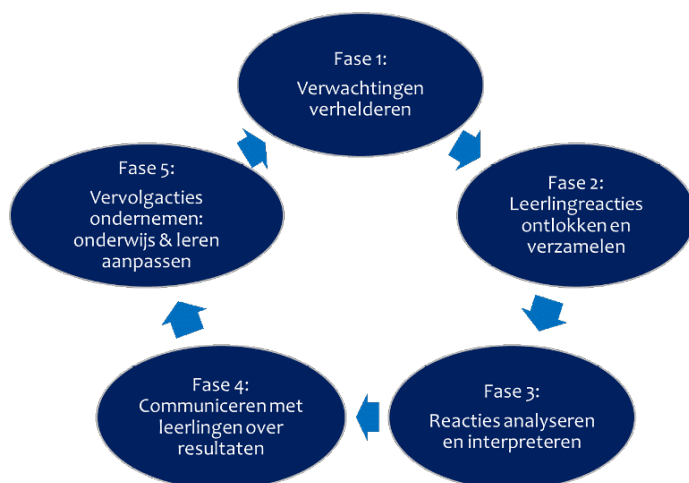 Fase 1:
Verwachtingen
verhelderen
Fase 2:
Leerlingreacties
ontlokken en
verzamelen
Fase 3:
Reacties analyseren
en interpreteren
Fase 4:
Communiceren met
leerlingen over
resultaten
Fase 5:
Vervolgacties
ondernemen:
onderwijs & leren
aanpassen